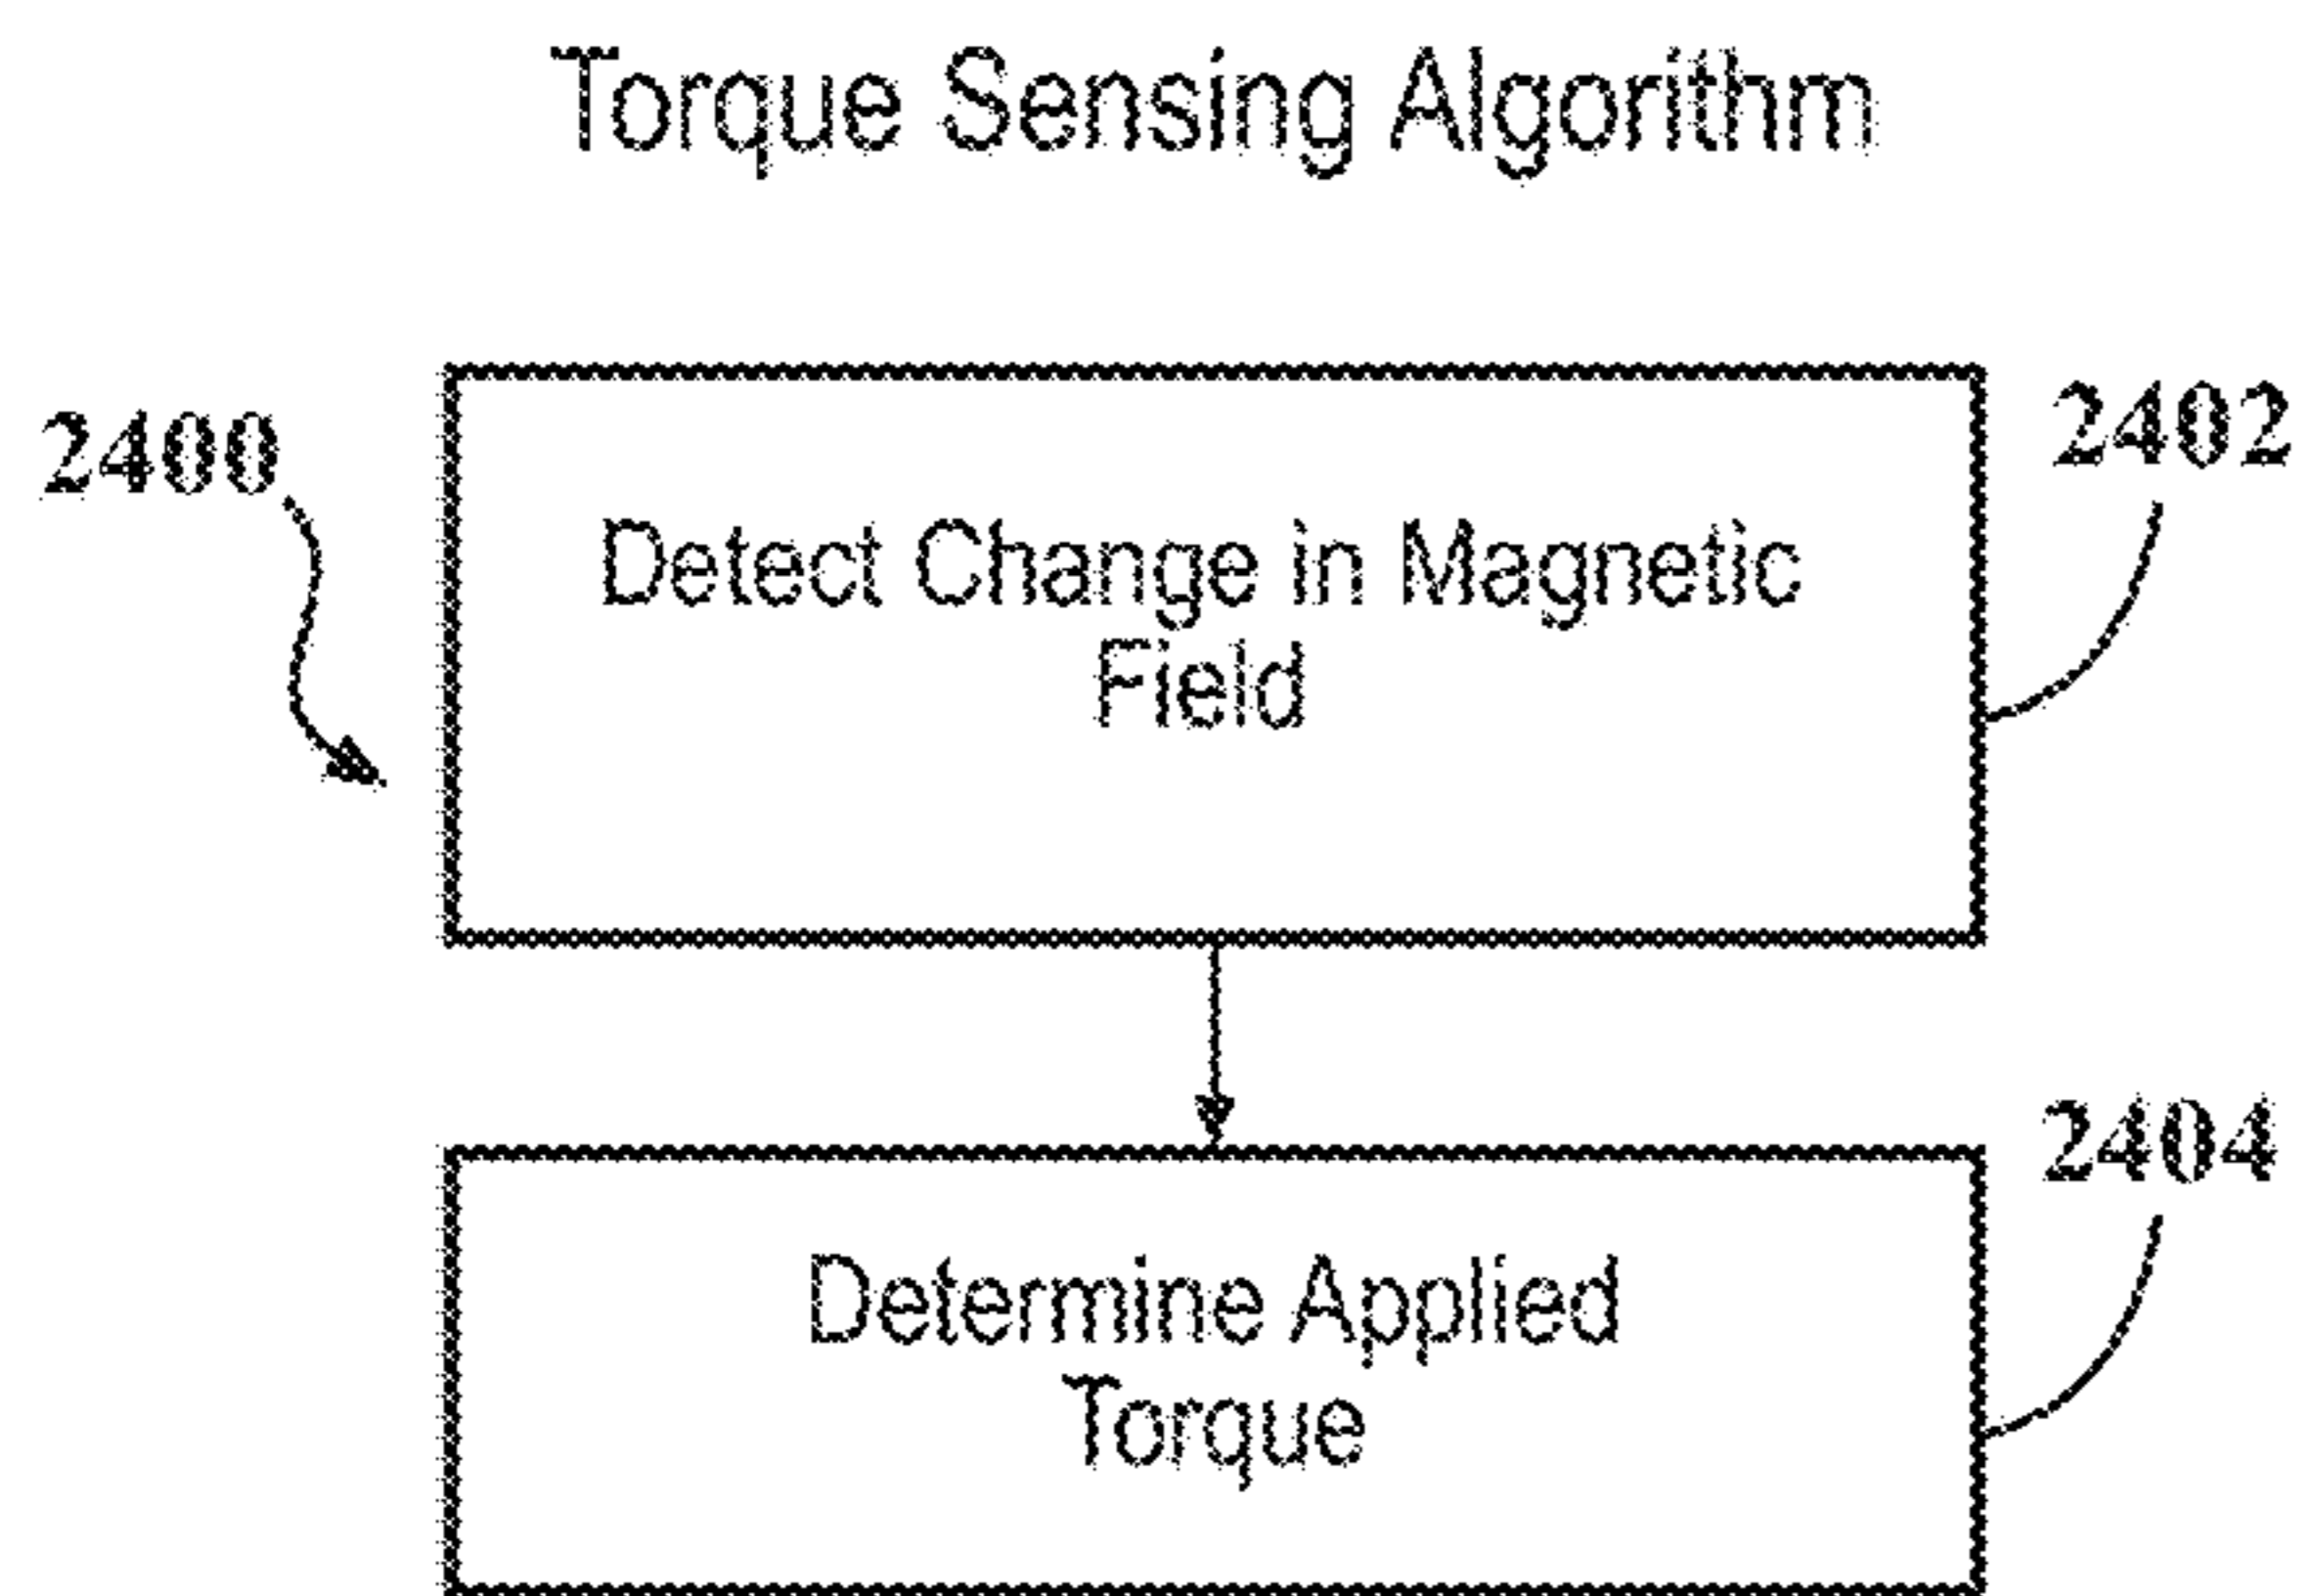 Torque Sensing Algorithm
2400
2402
Detect Change in Magnetic
Field
2404
Determine Applied
Torque